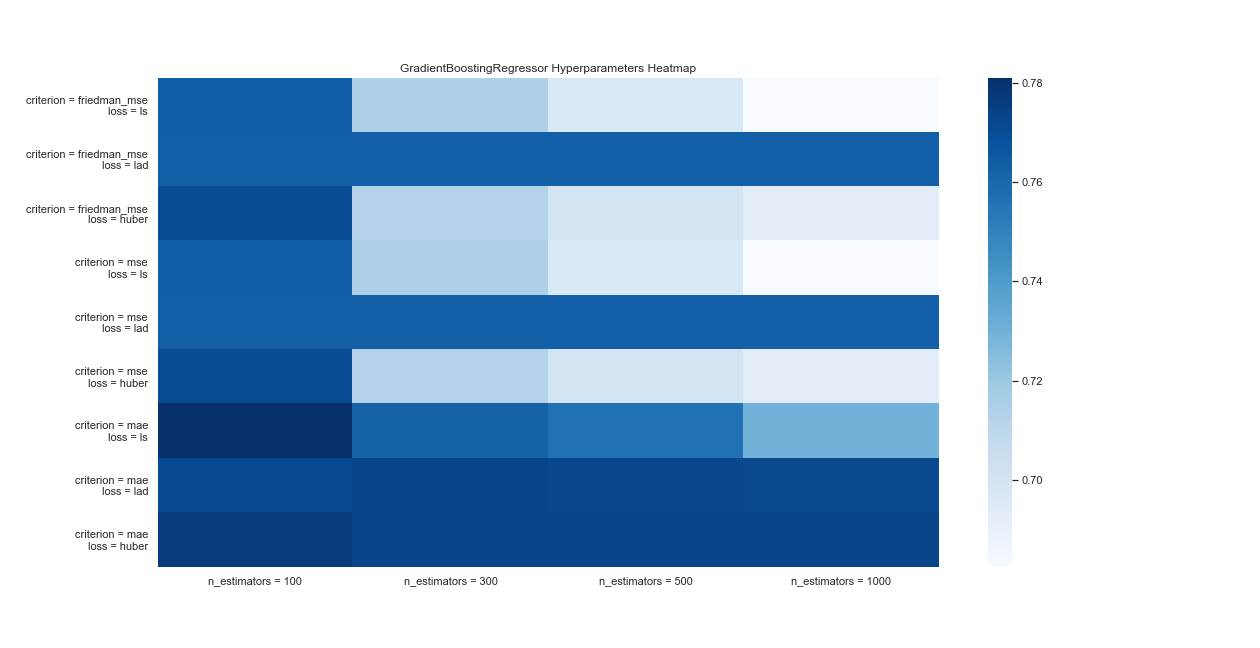 GradientBoostingRegressor Hyperparameters Heatmap
criterion = friedman_mse
loss = ls
criterion = friedman_mse
loss = lad
criterion = friedman_mse
loss = huber
criterion = mse
loss = ls
criterion = mse
loss = lad
criterion = mse
loss = huber
criterion = mae
loss = ls
criterion = mae
loss = lad
criterion = mae
loss = huber
n_estimators = 100
n_estimators = 300
n_estimators = 500
n_estimators = 1000
0.78
0.76
0.74
0.72
0.70